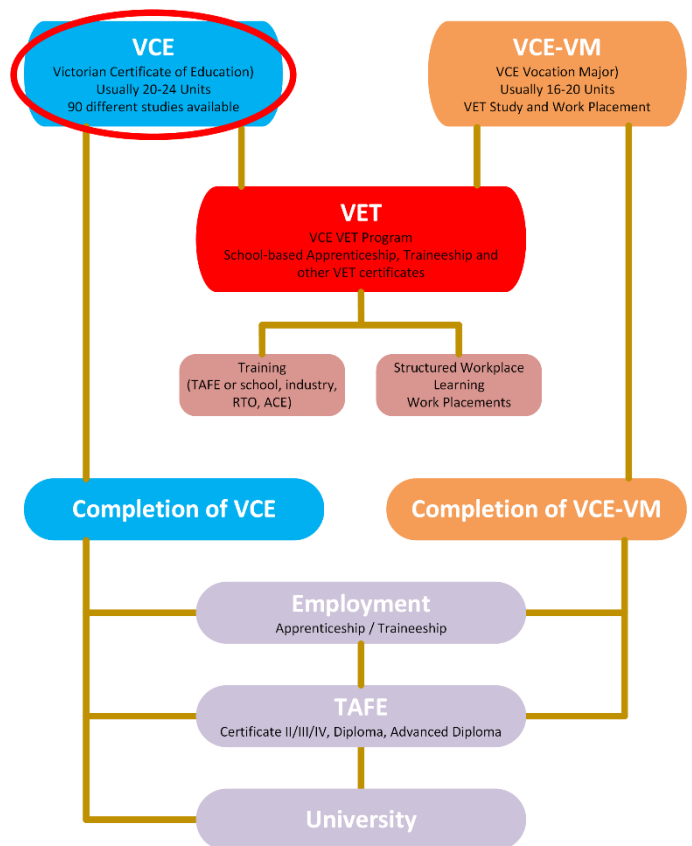 VCE
Victorian Certificate of Education)
Usually 20-24 Units
90 different studies available
VCE-VM
VCE Vocation Major)
Usually 16-20 Units
VET Study and Work Placement
VET
VCE VET Program
School-based Apprenticeship, Traineeship and
other VET certificates
Training
(TAFE or school, industry,
RTO, ACE)
Structured Workplace
Learning
Work Placements
Completion of VCE
Completion of VCE-VM
Employment
Apprenticeship / Traineeship
TAFE
Certificate II/III/IV, Diploma, Advanced Diploma
University